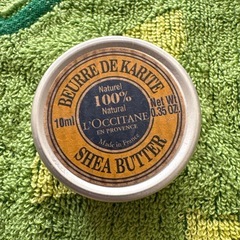 BEURRE DE KARITÉ
Naturel
100%
Natural
10ml
Net Wt.
0.35 OZ.
L'OCCITANE
EN PROVENCE
Made in France
SHEA BUTTER